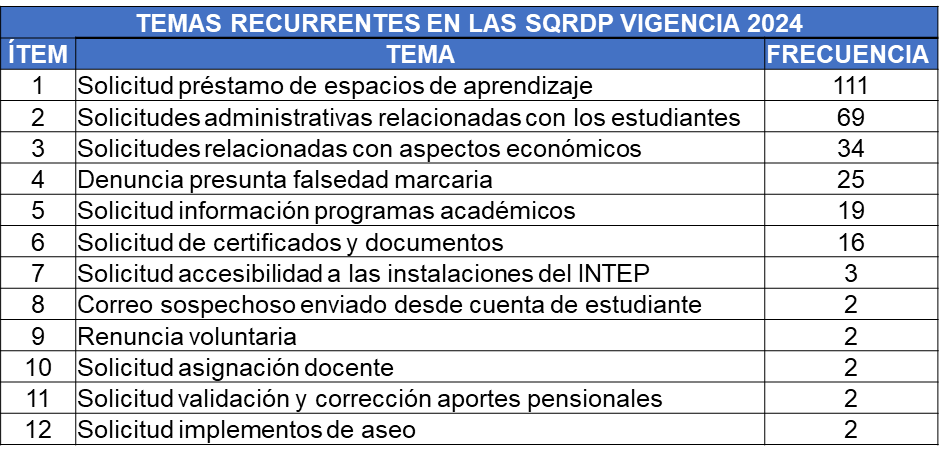 TEMAS RECURRENTES EN LAS SQRDP VIGENCIA 2024
ÍTEM TEMA FRECUENCIA
1 Solicitud préstamo de espacios de aprendizaje 111
2 Solicitudes administrativas relacionadas con los estudiantes 69
3 Solicitudes relacionadas con aspectos económicos 34
4 Denuncia presunta falsedad marcaria 25
5 Solicitud información programas académicos 19
6 Solicitud de certificados y documentos 16
7 Solicitud accesibilidad a las instalaciones del INTEP 3
8 Correo sospechoso enviado desde cuenta de estudiante 2
9 Renuncia voluntaria 2
10 Solicitud asignación docente 2
11 Solicitud validación y corrección aportes pensionales 2
12 Solicitud implementos de aseo 2